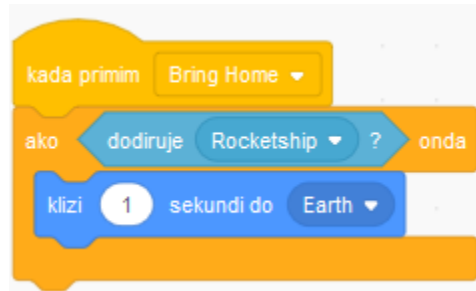 kada primim Bring Home
ako dodiruje Rocketship ? onda
klizi 1 sekundi do Earth